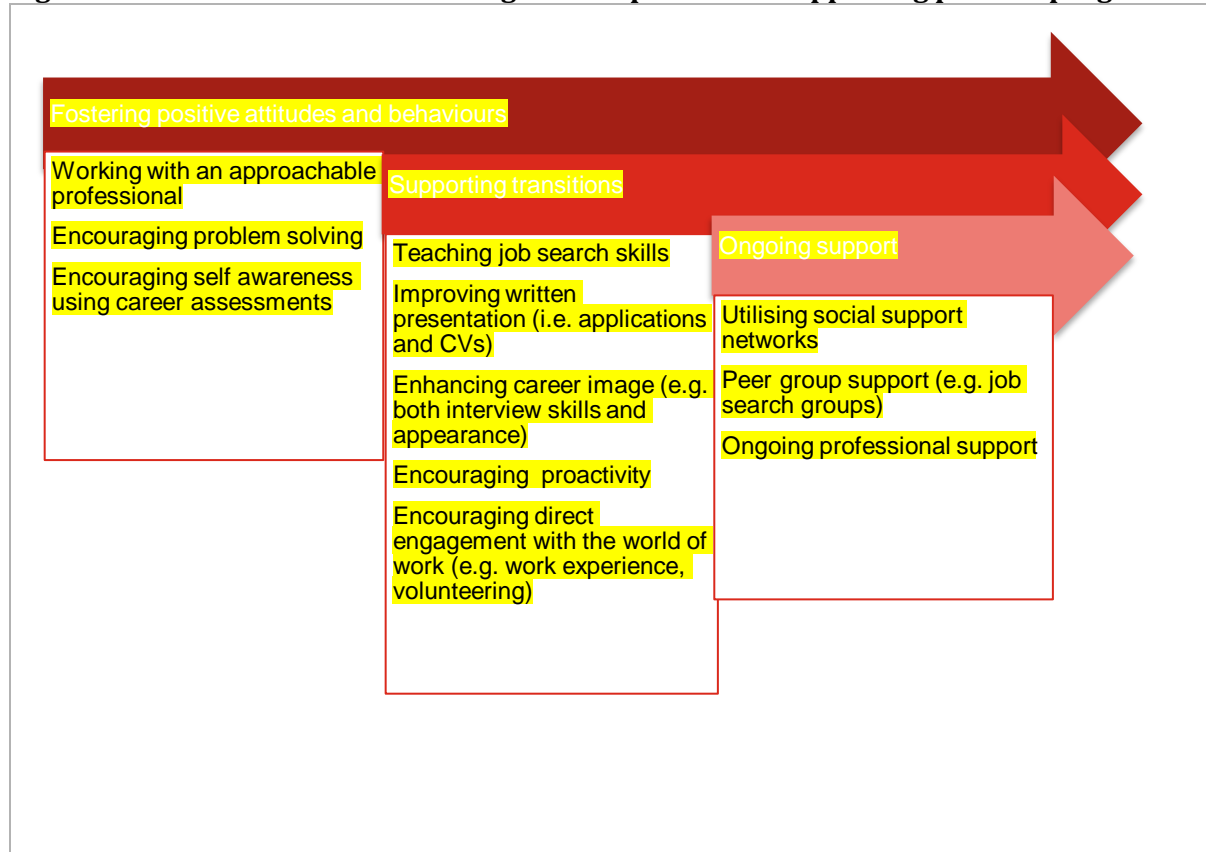 Fostering positive attitudes and behaviours
Working with an approachable
professional
Encouraging problem solving
Encouraging self awareness
using career assessments
Supporting transitions
Teaching job search skills
Improving written
presentation (i.e. applications
and CVs)
Enhancing career image (e.g.
both interview skills and
appearance)
Encouraging proactivity
Encouraging direct
engagement with the world of
work (e.g. work experience,
volunteering)
Ongoing support
Utilising social support
networks
Peer group support (e.g. job
search groups)
Ongoing professional support